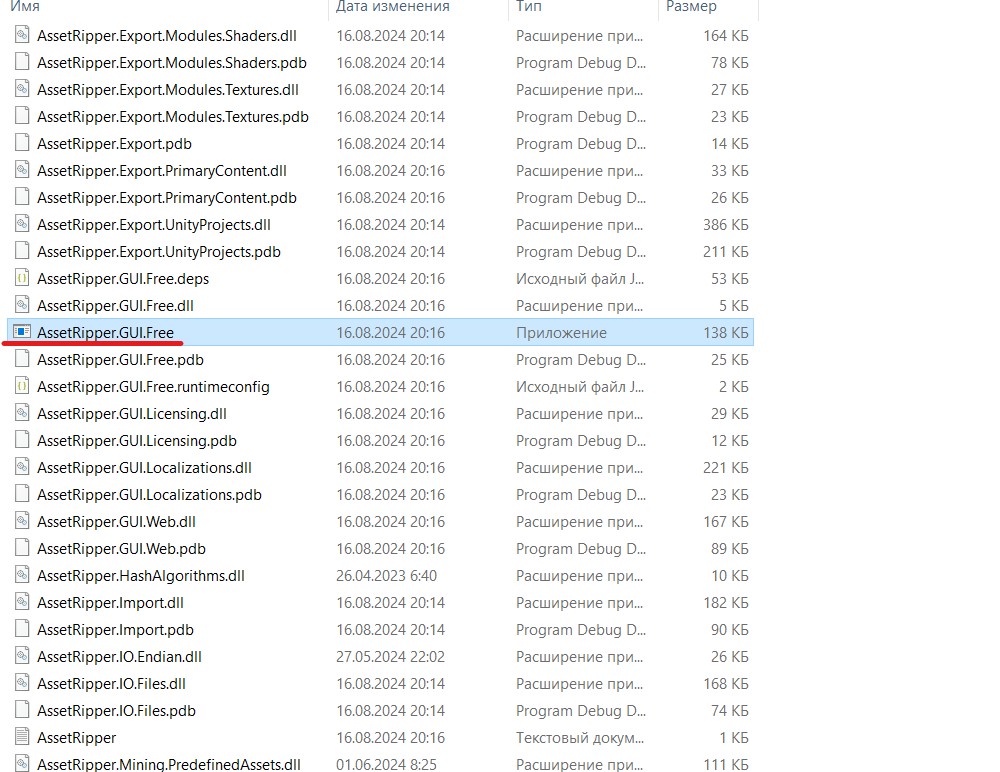 Имя Дата изменения Тип Размер
AssetRipper.Export.Modules.Shaders.dll 16.08.2024 20:14 Расширение при... 164 КБ
AssetRipper.Export.Modules.Shaders.pdb 16.08.2024 20:14 Program Debug D... 78 КБ
AssetRipper.Export.Modules.Textures.dll 16.08.2024 20:14 Расширение при... 27 КБ
AssetRipper.Export.Modules.Textures.pdb 16.08.2024 20:14 Program Debug D... 23 КБ
AssetRipper.Export.pdb 16.08.2024 20:14 Program Debug D... 14 КБ
AssetRipper.Export.PrimaryContent.dll 16.08.2024 20:16 Расширение при... 33 КБ
AssetRipper.Export.PrimaryContent.pdb 16.08.2024 20:16 Program Debug D... 26 КБ
AssetRipper.Export.UnityProjects.dll 16.08.2024 20:14 Расширение при... 386 КБ
AssetRipper.Export.UnityProjects.pdb 16.08.2024 20:14 Program Debug D... 211 КБ
AssetRipper.GUI.Free.deps 16.08.2024 20:16 Исходный файл J... 53 КБ
AssetRipper.GUI.Free.dll 16.08.2024 20:16 Расширение при... 5 КБ
AssetRipper.GUI.Free 16.08.2024 20:16 Приложение 138 КБ
AssetRipper.GUI.Free.pdb 16.08.2024 20:16 Program Debug D... 25 КБ
AssetRipper.GUI.Free.runtimeconfig 16.08.2024 20:16 Исходный файл J... 2 КБ
AssetRipper.GUI.Licensing.dll 16.08.2024 20:16 Расширение при... 29 КБ
AssetRipper.GUI.Licensing.pdb 16.08.2024 20:16 Program Debug D... 12 КБ
AssetRipper.GUI.Localizations.dll 16.08.2024 20:16 Расширение при... 221 КБ
AssetRipper.GUI.Localizations.pdb 16.08.2024 20:16 Program Debug D... 23 КБ
AssetRipper.GUI.Web.dll 16.08.2024 20:16 Расширение при... 167 КБ
AssetRipper.GUI.Web.pdb 16.08.2024 20:16 Program Debug D... 89 КБ
AssetRipper.HashAlgorithms.dll 26.04.2023 6:40 Расширение при... 10 КБ
AssetRipper.Import.dll 16.08.2024 20:14 Расширение при... 182 КБ
AssetRipper.Import.pdb 16.08.2024 20:14 Program Debug D... 90 КБ
AssetRipper.IO.Endian.dll 27.05.2024 22:02 Расширение при... 26 КБ
AssetRipper.IO.Files.dll 16.08.2024 20:14 Расширение при... 168 КБ
AssetRipper.IO.Files.pdb 16.08.2024 20:14 Program Debug D... 74 КБ
AssetRipper 16.08.2024 20:16 Текстовый докум... 1 КБ
AssetRipper.Mining.PredefinedAssets.dll 01.06.2024 8:25 Расширение при... 111 КБ